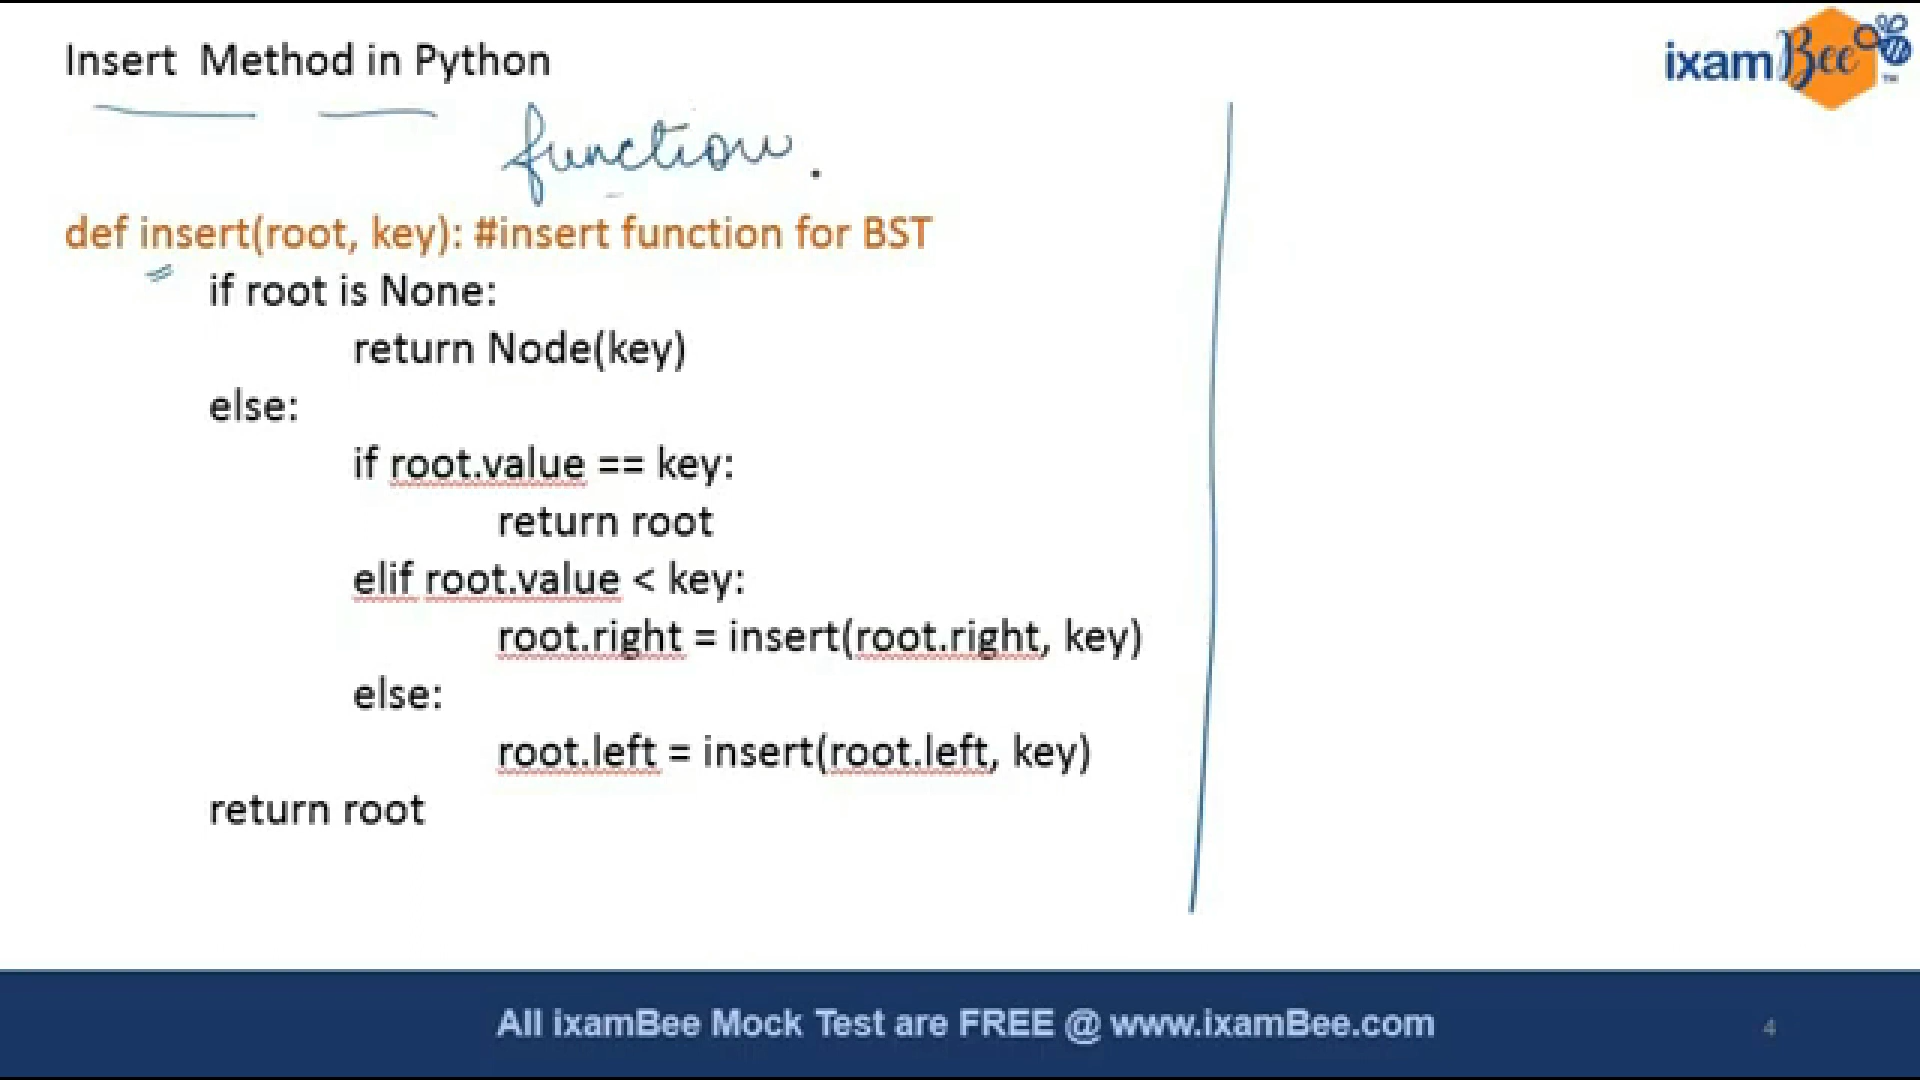 Insert  Method in Python
ixamBee™
function.
def insert(root, key): #insert function for BST
if root is None:
return Node(key)
else:
if root.value == key:
return root
elif root.value < key:
root.right = insert(root.right, key)
else:
root.left = insert(root.left, key)
return root
All ixamBee Mock Test are FREE @ www.ixamBee.com
4